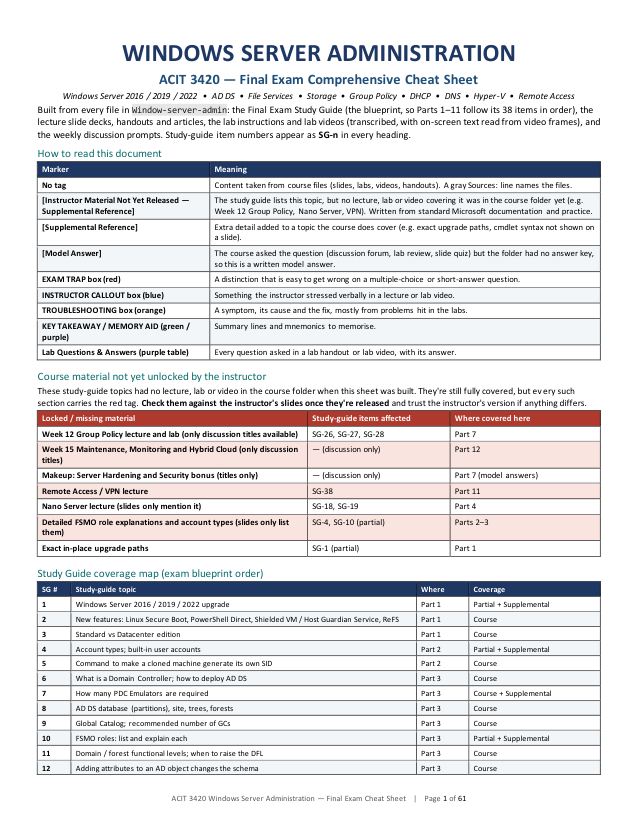 WINDOWS SERVER ADMINISTRATION
ACIT 3420 — Final Exam Comprehensive Cheat Sheet
Windows Server 2016 / 2019 / 2022 • AD DS • File Services • Storage • Group Policy • DHCP • DNS • Hyper-V • Remote Access
Built from every file in Window-server-admin: the Final Exam Study Guide (the blueprint, so Parts 1–11 follow its 38 items in order), the
lecture slide decks, handouts and articles, the lab instructions and lab videos (transcribed, with on-screen text read from video frames), and
the weekly discussion prompts. Study-guide item numbers appear as SG-n in every heading.
How to read this document
Marker Meaning
No tag Content taken from course files (slides, labs, videos, handouts). A gray Sources: line names the files.
[Instructor Material Not Yet Released — The study guide lists this topic, but no lecture, lab or video covering it was in the course folder yet (e.g.
Supplemental Reference] Week 12 Group Policy, Nano Server, VPN). Written from standard Microsoft documentation and practice.
[Supplemental Reference] Extra detail added to a topic the course does cover (e.g. exact upgrade paths, cmdlet syntax not shown on
a slide).
[Model Answer] The course asked the question (discussion forum, lab review, slide quiz) but the folder had no answer key,
so this is a written model answer.
EXAM TRAP box (red) A distinction that is easy to get wrong on a multiple-choice or short-answer question.
INSTRUCTOR CALLOUT box (blue) Something the instructor stressed verbally in a lecture or lab video.
TROUBLESHOOTING box (orange) A symptom, its cause and the fix, mostly from problems hit in the labs.
KEY TAKEAWAY / MEMORY AID (green / Summary lines and mnemonics to memorise.
purple)
Lab Questions & Answers (purple table) Every question asked in a lab handout or lab video, with its answer.
Course material not yet unlocked by the instructor
These study-guide topics had no lecture, lab or video in the course folder when this sheet was built. They're still fully covered, but every such
section carries the red tag. Check them against the instructor's slides once they're released and trust the instructor's version if anything differs.
Locked / missing material Study-guide items affected Where covered here
Week 12 Group Policy lecture and lab (only discussion titles available) SG-26, SG-27, SG-28 Part 7
Week 15 Maintenance, Monitoring and Hybrid Cloud (only discussion — (discussion only) Part 12
titles)
Makeup: Server Hardening and Security bonus (titles only) — (discussion only) Part 7 (model answers)
Remote Access / VPN lecture SG-38 Part 11
Nano Server lecture (slides only mention it) SG-18, SG-19 Part 4
Detailed FSMO role explanations and account types (slides only list SG-4, SG-10 (partial) Parts 2–3
them)
Exact in-place upgrade paths SG-1 (partial) Part 1
Study Guide coverage map (exam blueprint order)
SG # Study-guide topic Where Coverage
1 Windows Server 2016 / 2019 / 2022 upgrade Part 1 Partial + Supplemental
2 New features: Linux Secure Boot, PowerShell Direct, Shielded VM / Host Guardian Service, ReFS Part 1 Course
3 Standard vs Datacenter edition Part 1 Course
4 Account types; built-in user accounts Part 2 Partial + Supplemental
5 Command to make a cloned machine generate its own SID Part 2 Course
6 What is a Domain Controller; how to deploy AD DS Part 3 Course
7 How many PDC Emulators are required Part 3 Course + Supplemental
8 AD DS database (partitions), site, trees, forests Part 3 Course
9 Global Catalog; recommended number of GCs Part 3 Course
10 FSMO roles: list and explain each Part 3 Partial + Supplemental
11 Domain / forest functional levels; when to raise the DFL Part 3 Course
12 Adding attributes to an AD object changes the schema Part 3 Course
ACIT 3420 Windows Server Administration — Final Exam Cheat Sheet | Page 1 of 61